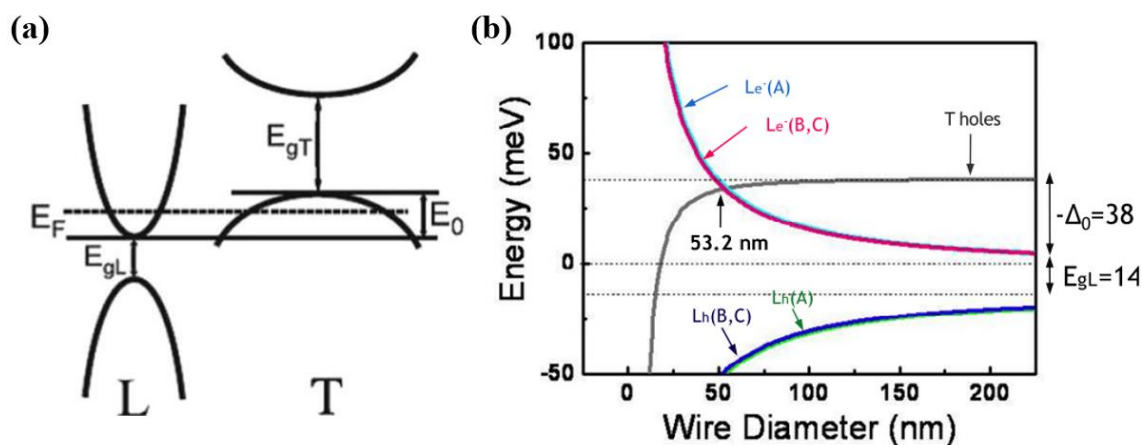 (a)
E_gT
E_F
E_0
E_gL
L
T
(b)
Energy (meV)
100
50
0
-50
Le⁻(A)
Le⁻(B,C)
T holes
53.2 nm
-Δ₀=38
E_gL=14
Lh(A)
Lh(B,C)
0
50
100
150
200
Wire Diameter (nm)